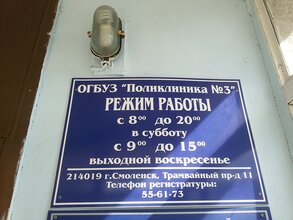 ОГБУЗ "Поликлиника №3"
РЕЖИМ РАБОТЫ
с 8⁰⁰ до 20⁰⁰
в субботу
с 9⁰⁰ до 15⁰⁰
выходной воскресенье
214019 г.Смоленск, Трамвайный пр-д 11
Телефон регистратуры:
55-61-73